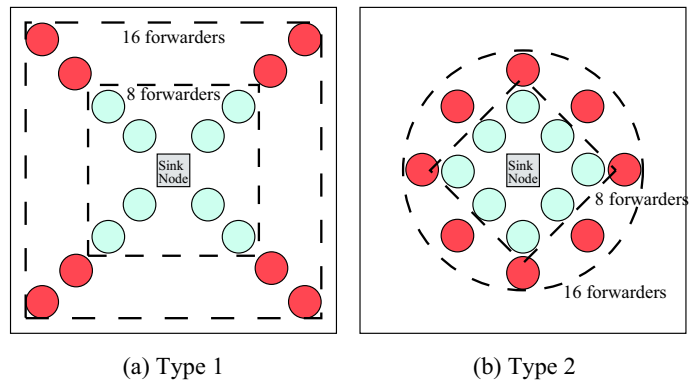 16 forwarders
8 forwarders
Sink
Node
(a) Type 1
Sink
Node
8 forwarders
16 forwarders
(b) Type 2